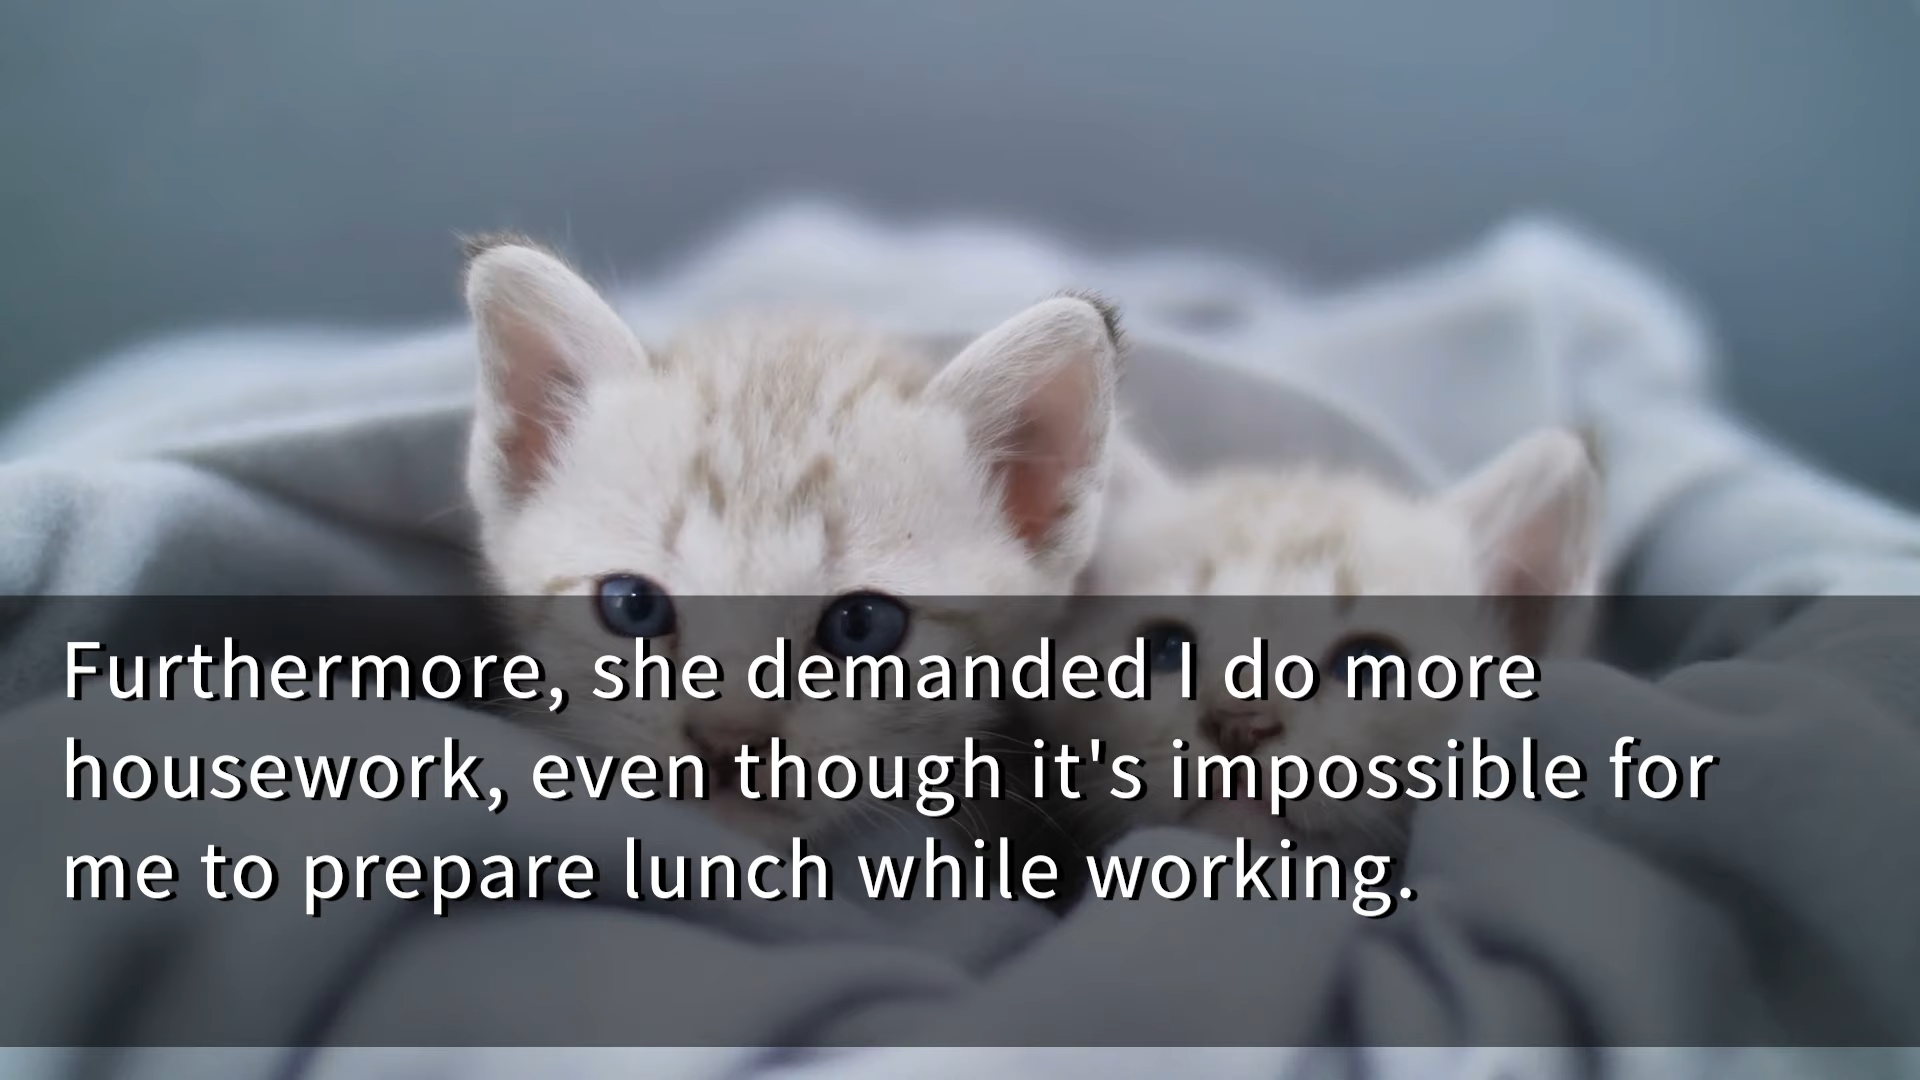 Furthermore, she demanded I do more
housework, even though it's impossible for
me to prepare lunch while working.